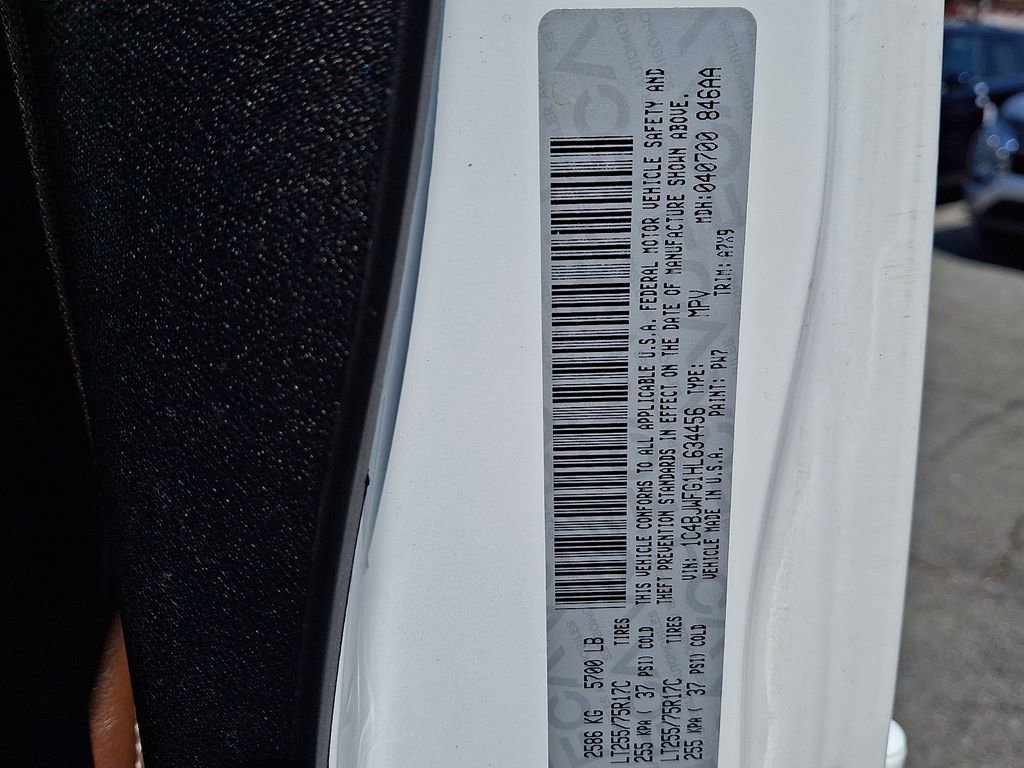 2586 KG 5700 LB
LT255/75R17C TIRES
255 KPA ( 37 PSI) COLD
LT255/75R17C TIRES
255 KPA ( 37 PSI) COLD
THIS VEHICLE CONFORMS TO ALL APPLICABLE U.S.A. FEDERAL MOTOR VEHICLE SAFETY AND
THEFT PREVENTION STANDARDS IN EFFECT ON THE DATE OF MANUFACTURE SHOWN ABOVE.
VIN: 1C4BJWFG1HL634456 TYPE: MPV MDH:040700 846AA
VEHICLE MADE IN U.S.A. PAINT: PW7 TRIM: A7X9